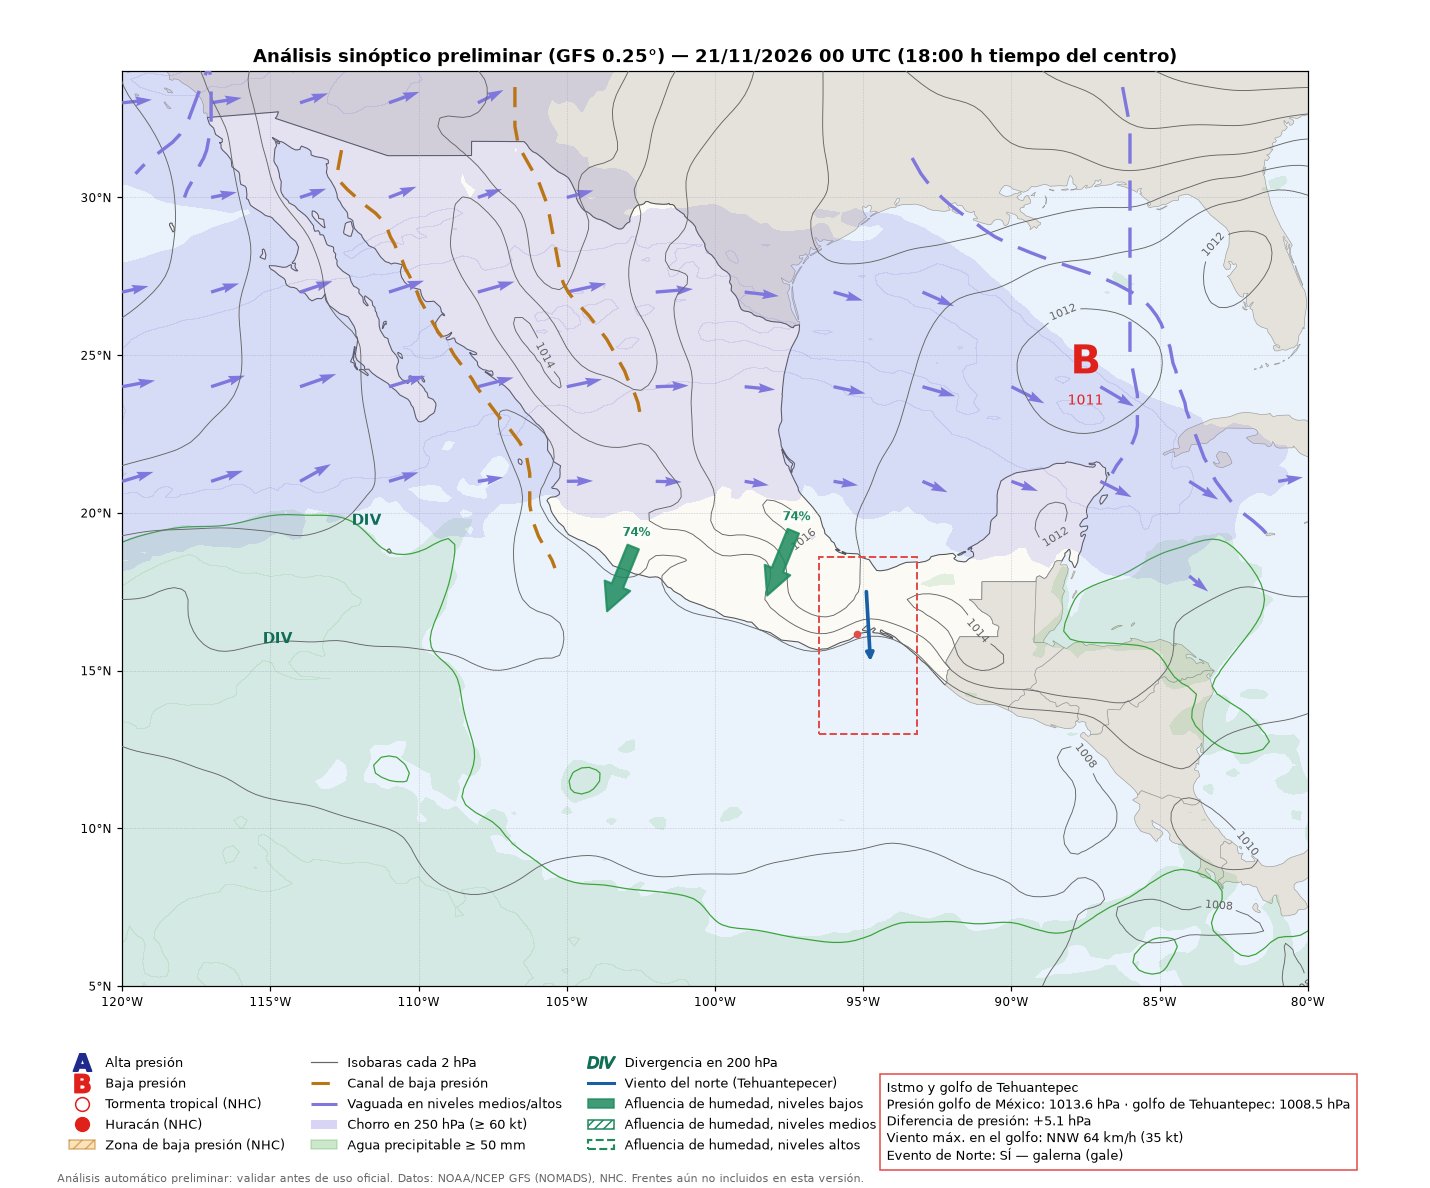 Análisis sinóptico preliminar (GFS 0.25°) — 21/11/2026 00 UTC (18:00 h tiempo del centro)
30°N
25°N
20°N
15°N
10°N
5°N
120°W
115°W
110°W
105°W
100°W
95°W
90°W
85°W
80°W
1012
1012
B
1011
1014
DIV
74%
74%
1016
1012
DIV
1014
1008
1010
1008
A Alta presión
B Baja presión
Tormenta tropical (NHC)
Huracán (NHC)
Zona de baja presión (NHC)
Isobaras cada 2 hPa
Canal de baja presión
Vaguada en niveles medios/altos
Chorro en 250 hPa (≥ 60 kt)
Agua precipitable ≥ 50 mm
DIV Divergencia en 200 hPa
Viento del norte (Tehuantepecer)
Afluencia de humedad, niveles bajos
Afluencia de humedad, niveles medios
Afluencia de humedad, niveles altos
Istmo y golfo de Tehuantepec
Presión golfo de México: 1013.6 hPa · golfo de Tehuantepec: 1008.5 hPa
Diferencia de presión: +5.1 hPa
Viento máx. en el golfo: NNW 64 km/h (35 kt)
Evento de Norte: SÍ — galerna (gale)
Análisis automático preliminar: validar antes de uso oficial. Datos: NOAA/NCEP GFS (NOMADS), NHC. Frentes aún no incluidos en esta versión.